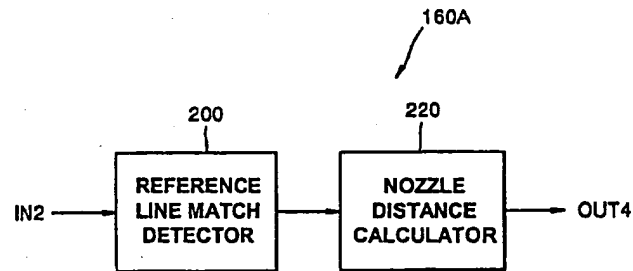 160A
200
220
IN2
REFERENCE
LINE MATCH
DETECTOR
NOZZLE
DISTANCE
CALCULATOR
OUT4